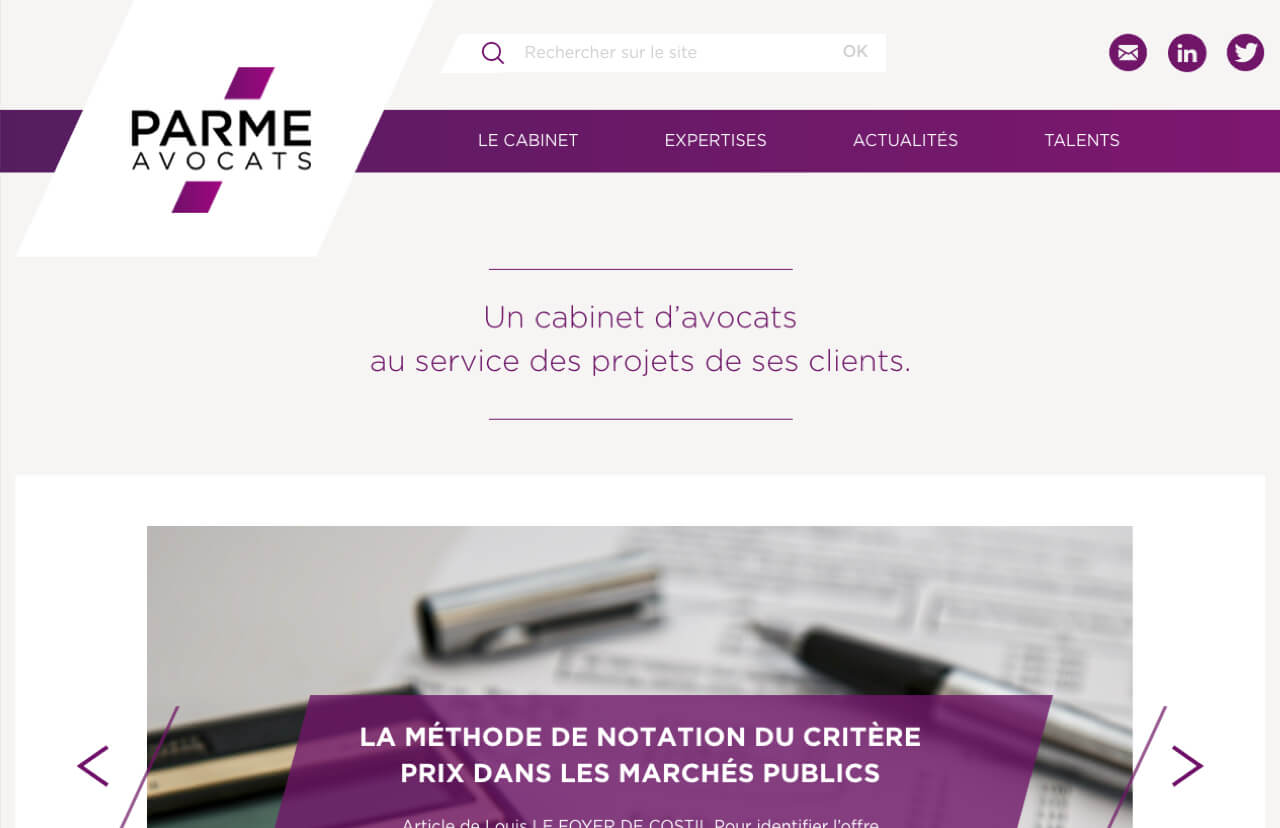 Rechercher sur le site
OK
PARME
AVOCATS
LE CABINET
EXPERTISES
ACTUALITÉS
TALENTS
Un cabinet d’avocats
au service des projets de ses clients.
LA MÉTHODE DE NOTATION DU CRITÈRE
PRIX DANS LES MARCHÉS PUBLICS
Article de Louis LE FOYER DE COSTIL Pour identifier l’offre